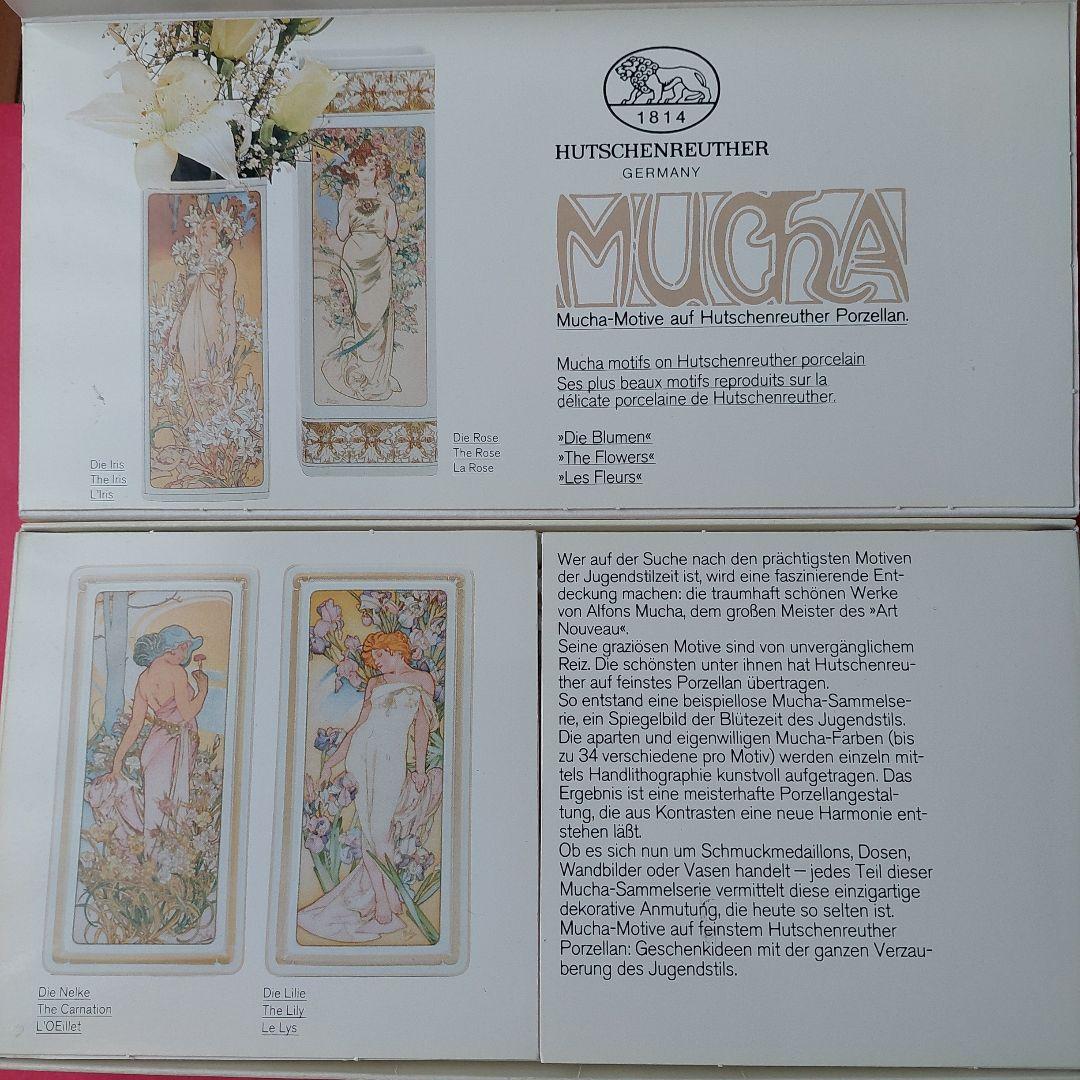 1814
HUTSCHENREUTHER
GERMANY
MUCHA
Mucha-Motive auf Hutschenreuther Porzellan.
Mucha motifs on Hutschenreuther porcelain
Ses plus beaux motifs reproduits sur la
délicate porcelaine de Hutschenreuther.
»Die Blumen«
»The Flowers«
»Les Fleurs«
Die Rose
The Rose
La Rose
Die Iris
The Iris
L'Iris
Wer auf der Suche nach den prächtigsten Motiven
der Jugendstilzeit ist, wird eine faszinierende Ent-
deckung machen: die traumhaft schönen Werke
von Alfons Mucha, dem großen Meister des »Art
Nouveau«.
Seine graziösen Motive sind von unvergänglichem
Reiz. Die schönsten unter ihnen hat Hutschenreu-
ther auf feinstes Porzellan übertragen.
So entstand eine beispiellose Mucha-Sammelse-
rie, ein Spiegelbild der Blütezeit des Jugendstils.
Die aparten und eigenwilligen Mucha-Farben (bis
zu 34 verschiedene pro Motiv) werden einzeln mit-
tels Handlithographie kunstvoll aufgetragen. Das
Ergebnis ist eine meisterhafte Porzellangestal-
tung, die aus Kontrasten eine neue Harmonie ent-
stehen läßt.
Ob es sich nun um Schmuckmedaillons, Dosen,
Wandbilder oder Vasen handelt – jedes Teil dieser
Mucha-Sammelserie vermittelt diese einzigartige
dekorative Anmutung, die heute so selten ist.
Mucha-Motive auf feinstem Hutschenreuther
Porzellan: Geschenkideen mit der ganzen Verzau-
berung des Jugendstils.
Die Nelke
The Carnation
L'OEillet
Die Lilie
The Lily
Le Lys